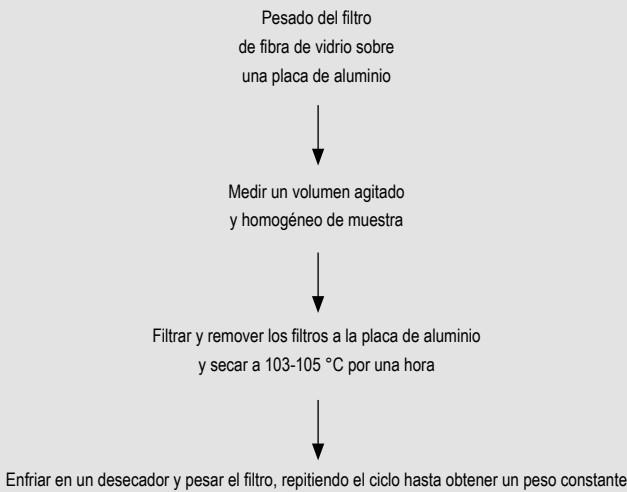 Pesado del filtro
de fibra de vidrio sobre
una placa de aluminio
Medir un volumen agitado
y homogéneo de muestra
Filtrar y remover los filtros a la placa de aluminio
y secar a 103-105 °C por una hora
Enfriar en un desecador y pesar el filtro, repitiendo el ciclo hasta obtener un peso constante